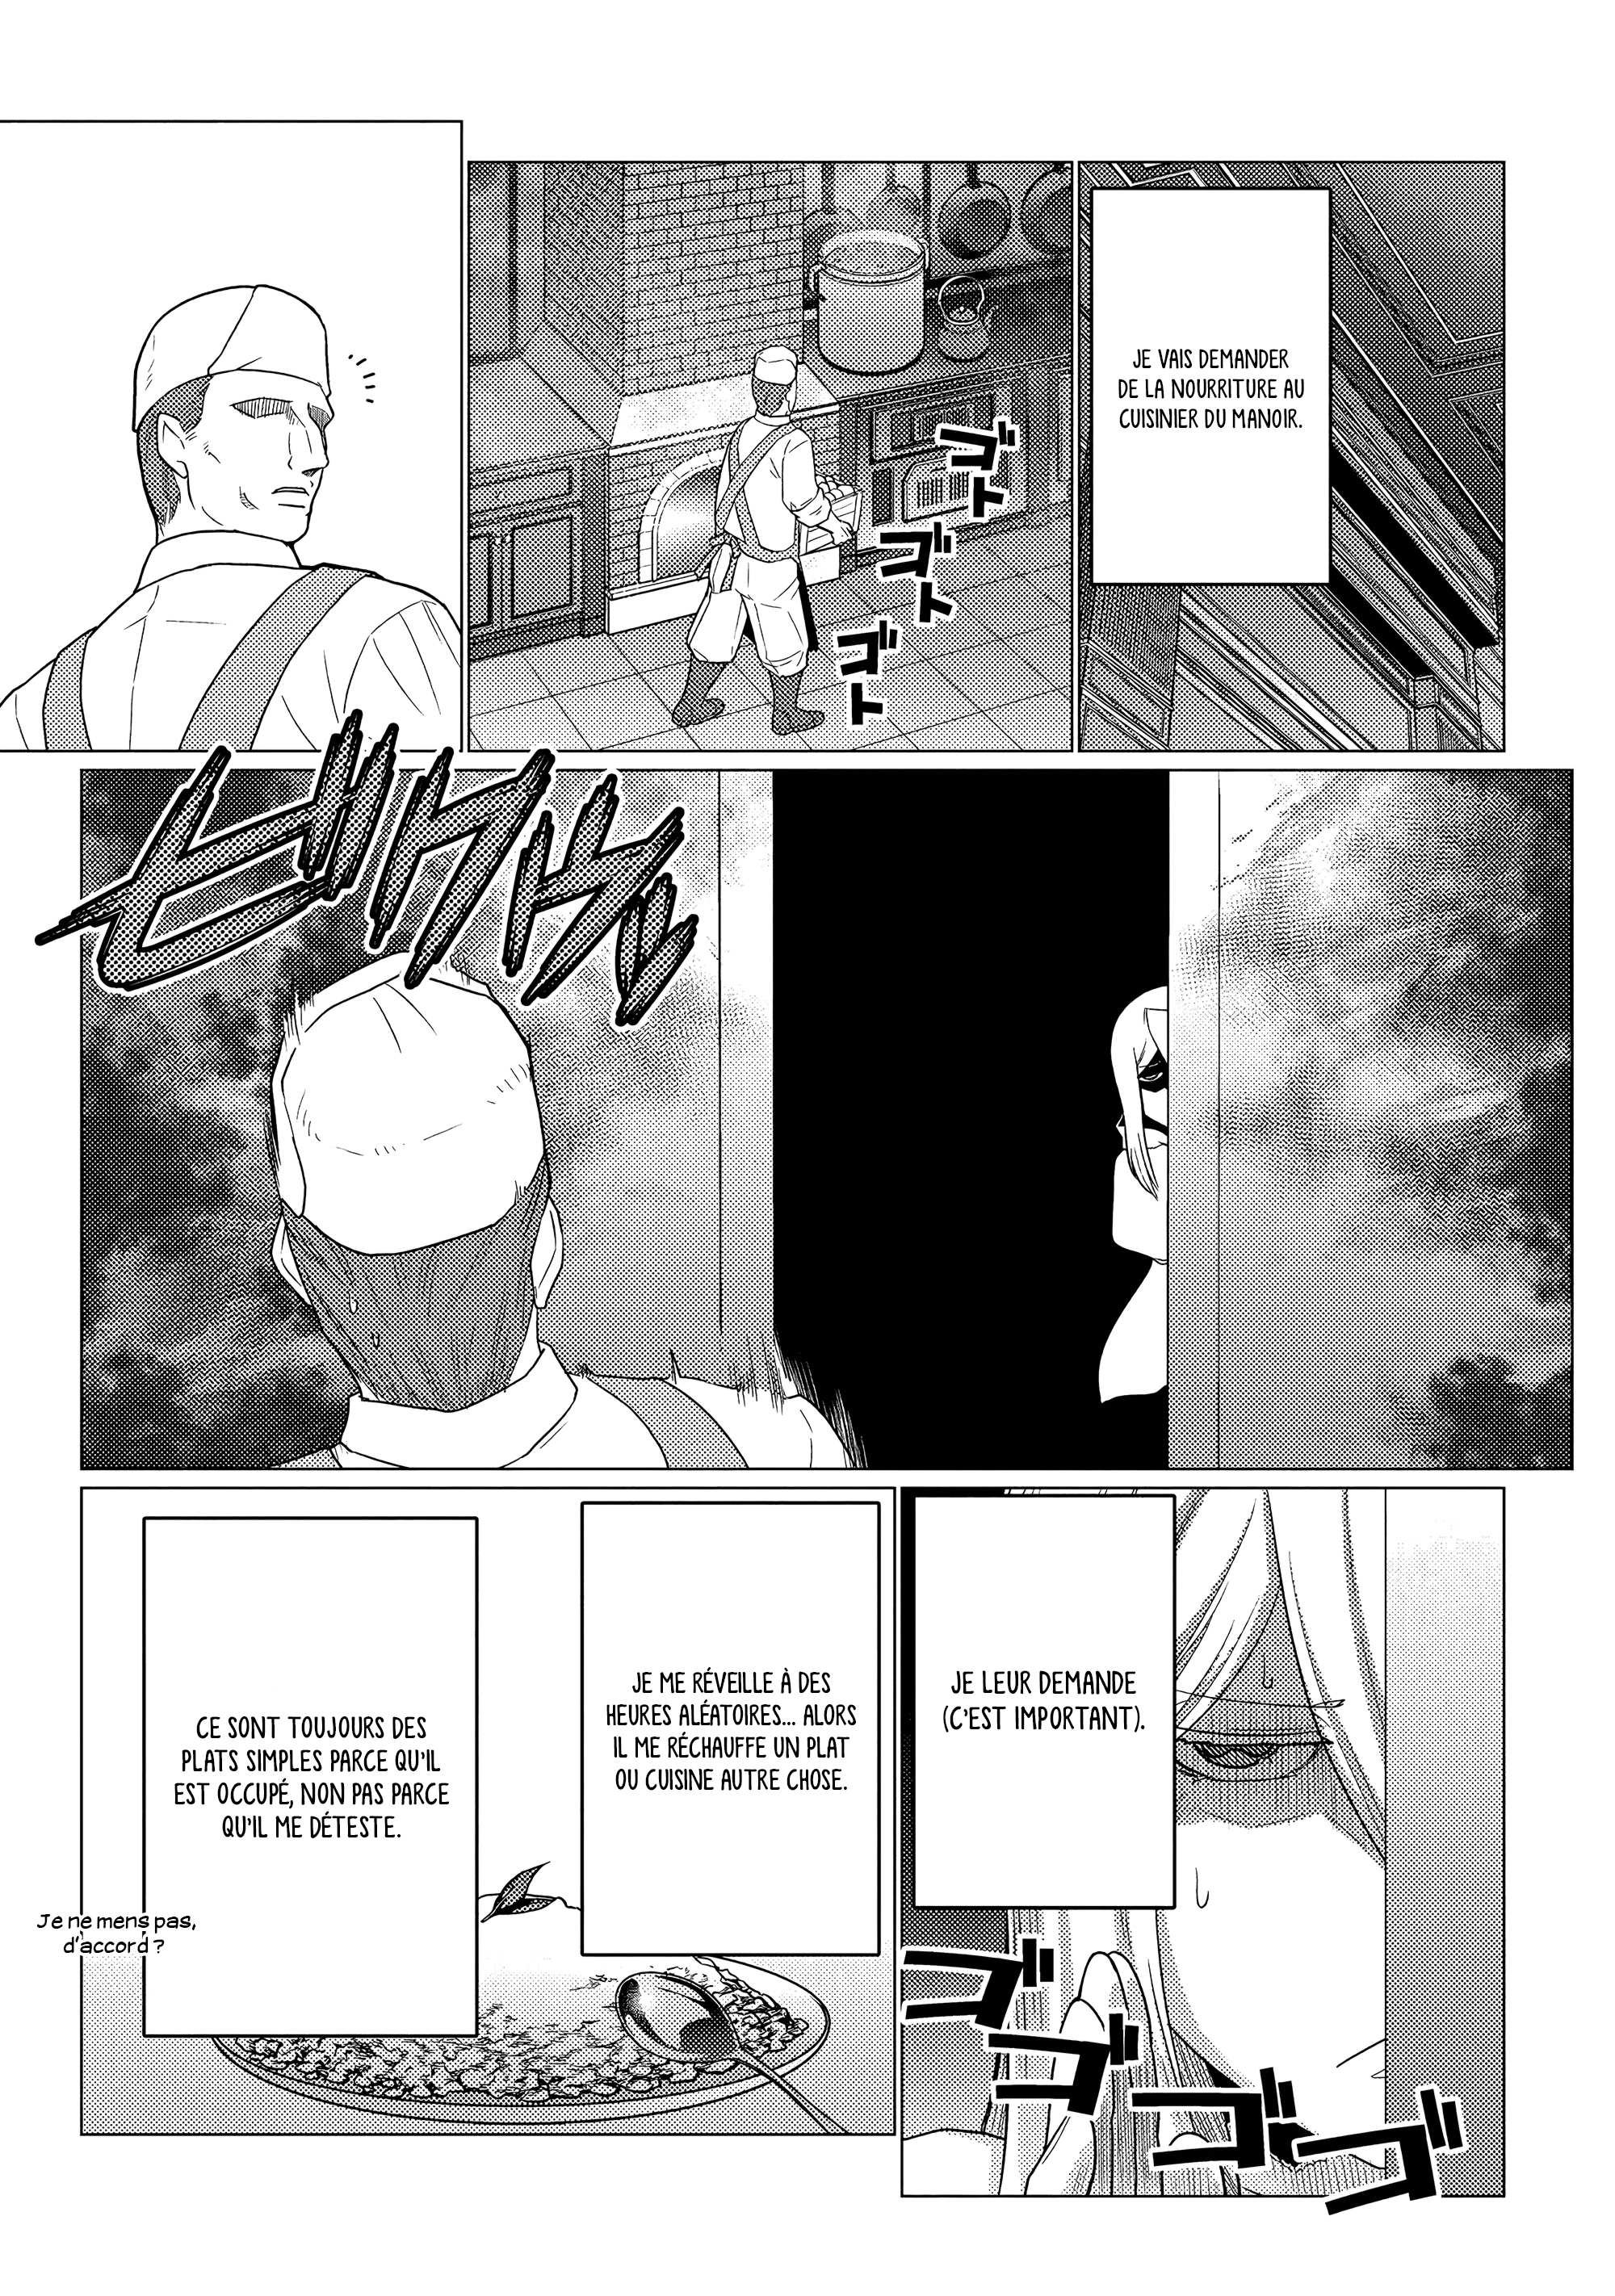 JE VAIS DEMANDER
DE LA NOURRITURE AU
CUISINIER DU MANOIR.
ゴト
ゴト
ゴト
ビクゥッ
JE LEUR DEMANDE
(C'EST IMPORTANT).
ゴゴゴゴ
JE ME RÉVEILLE À DES
HEURES ALÉATOIRES... ALORS
IL ME RÉCHAUFFE UN PLAT
OU CUISINE AUTRE CHOSE.
CE SONT TOUJOURS DES
PLATS SIMPLES PARCE QU'IL
EST OCCUPÉ, NON PAS PARCE
QU'IL ME DÉTESTE.
Je ne mens pas,
d'accord ?